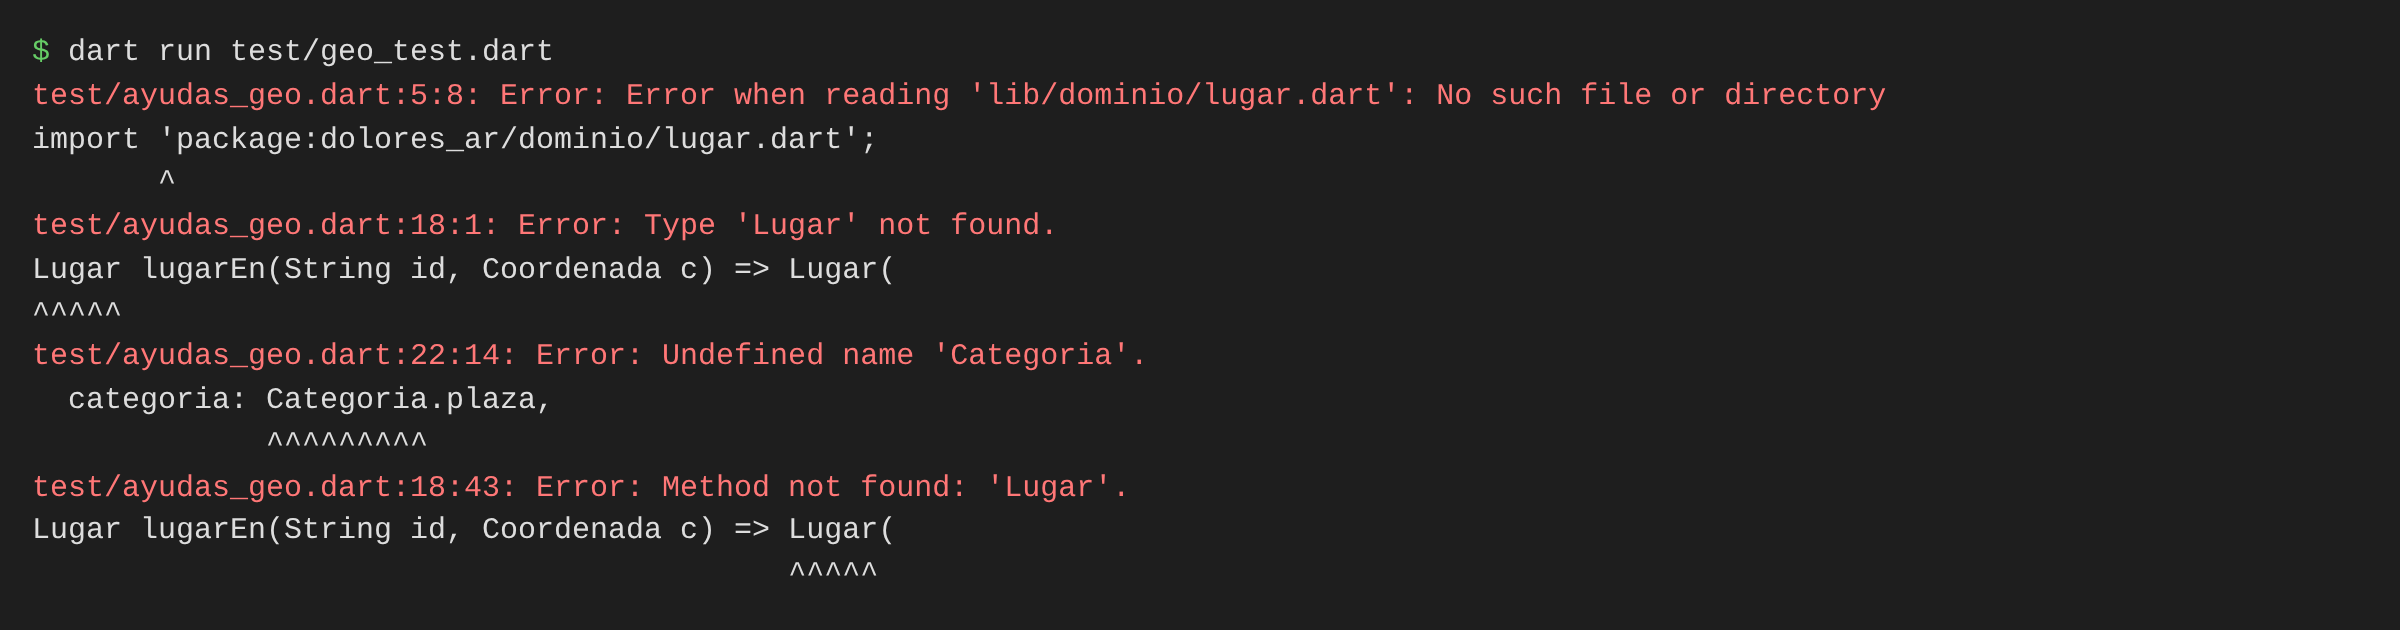 $ dart run test/geo_test.dart
test/ayudas_geo.dart:5:8: Error: Error when reading 'lib/dominio/lugar.dart': No such file or directory
import 'package:dolores_ar/dominio/lugar.dart';
       ^
test/ayudas_geo.dart:18:1: Error: Type 'Lugar' not found.
Lugar lugarEn(String id, Coordenada c) => Lugar(
^^^^^
test/ayudas_geo.dart:22:14: Error: Undefined name 'Categoria'.
  categoria: Categoria.plaza,
             ^^^^^^^^^
test/ayudas_geo.dart:18:43: Error: Method not found: 'Lugar'.
Lugar lugarEn(String id, Coordenada c) => Lugar(
                                          ^^^^^